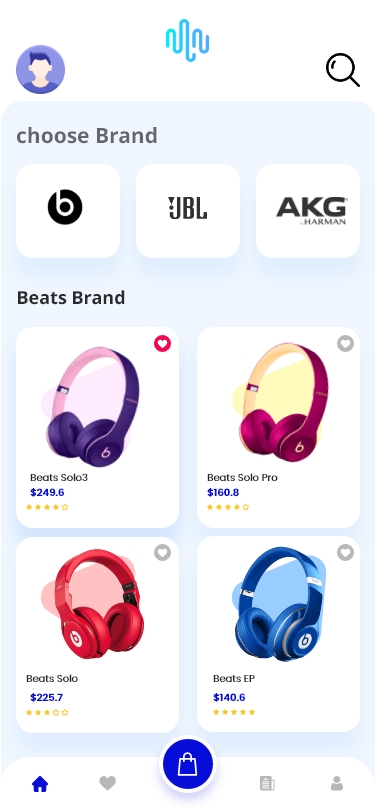 choose Brand
b
JBL
AKG
by HARMAN
Beats Brand
Beats Solo3
$249.6
Beats Solo Pro
$160.8
Beats Solo
$225.7
Beats EP
$140.6